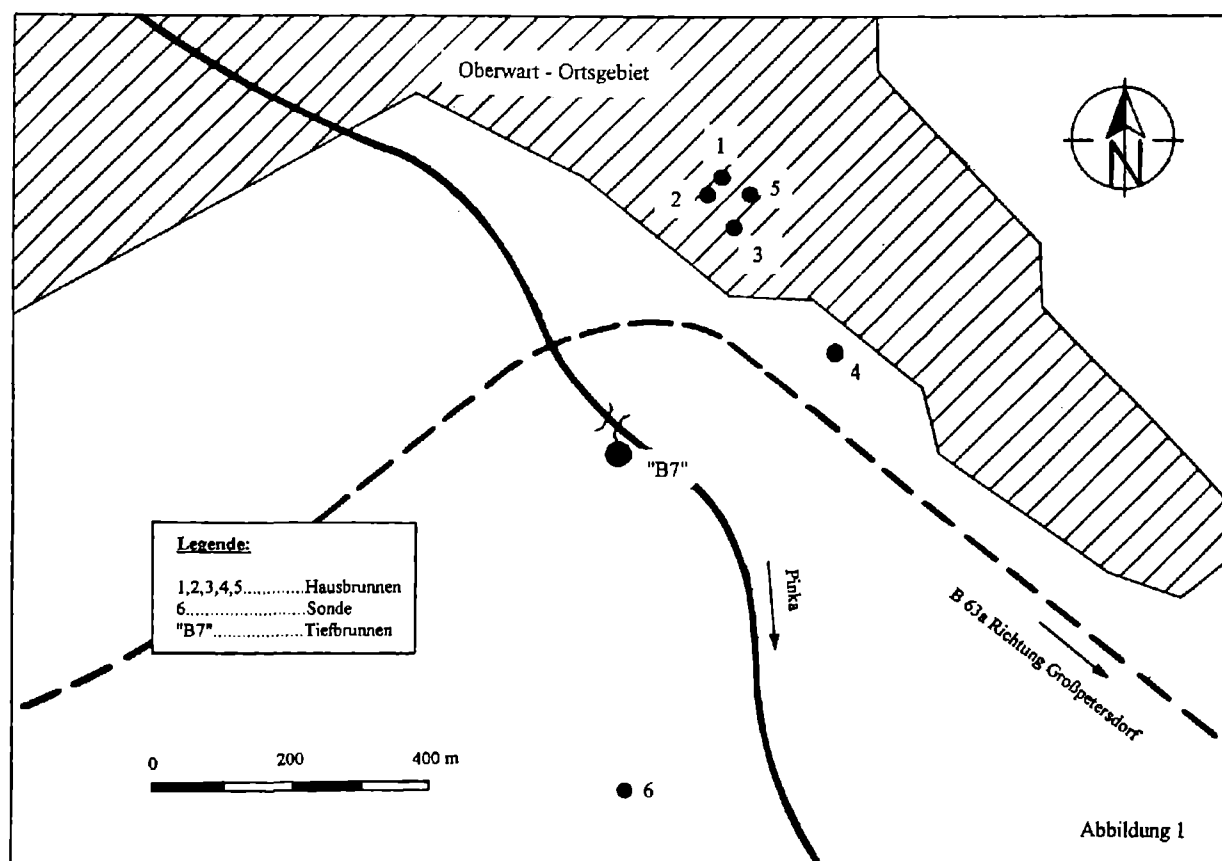 Oberwart - Ortsgebiet
N
1
2
5
3
4
"B7"
Legende:
1,2,3,4,5..............Hausbrunnen
6.........................Sonde
"B7"....................Tiefbrunnen
Pinka
B 63a Richtung Großpetersdorf
0 200 400 m
6
Abbildung 1